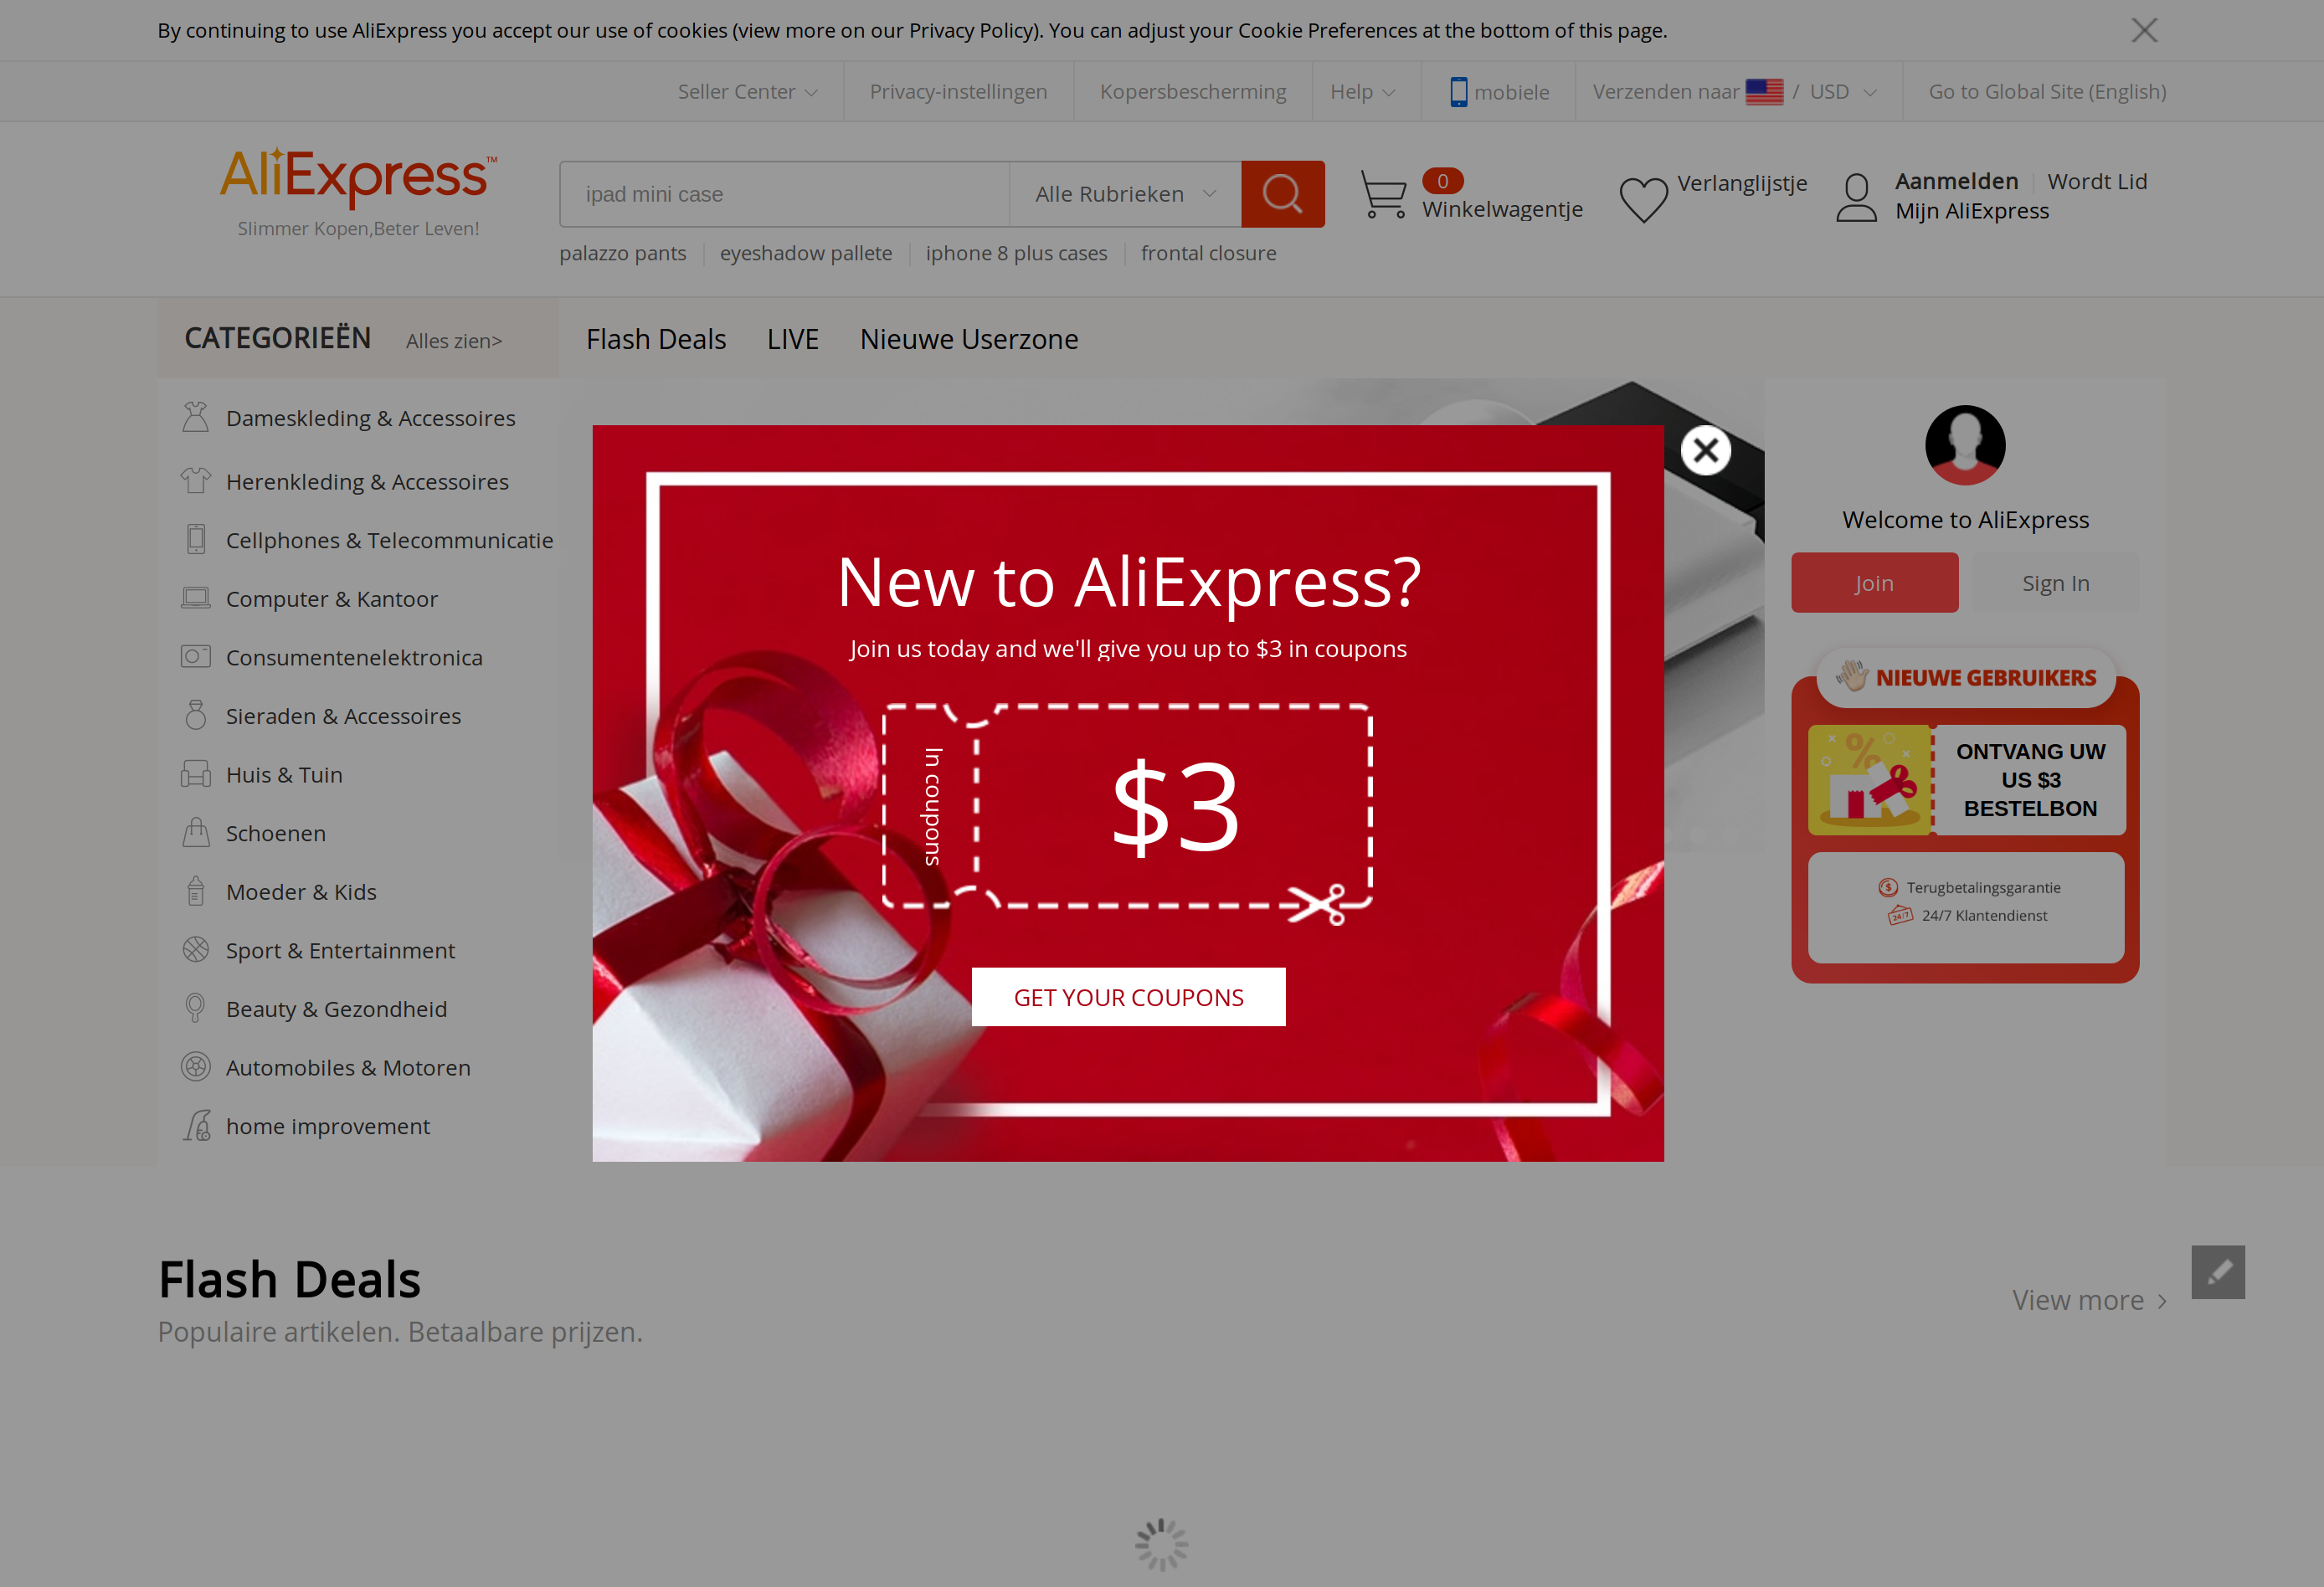 By continuing to use AliExpress you accept our use of cookies (view more on our Privacy Policy). You can adjust your Cookie Preferences at the bottom of this page.
Seller Center
Privacy-instellingen
Kopersbescherming
Help
mobiele
Verzenden naar / USD
Go to Global Site (English)
AliExpress™
Slimmer Kopen,Beter Leven!
ipad mini case
Alle Rubrieken
0
Winkelwagentje
Verlanglijstje
Aanmelden
Wordt Lid
Mijn AliExpress
palazzo pants
eyeshadow pallete
iphone 8 plus cases
frontal closure
CATEGORIEËN
Alles zien>
Flash Deals
LIVE
Nieuwe Userzone
Dameskleding & Accessoires
Herenkleding & Accessoires
Cellphones & Telecommunicatie
Computer & Kantoor
Consumentenelektronica
Sieraden & Accessoires
Huis & Tuin
Schoenen
Moeder & Kids
Sport & Entertainment
Beauty & Gezondheid
Automobiles & Motoren
home improvement
New to AliExpress?
Join us today and we'll give you up to $3 in coupons
In coupons
$3
GET YOUR COUPONS
Welcome to AliExpress
Join
Sign In
NIEUWE GEBRUIKERS
%
ONTVANG UW
US $3
BESTELBON
$ Terugbetalingsgarantie
24/7 24/7 Klantendienst
Flash Deals
Populaire artikelen. Betaalbare prijzen.
View more >